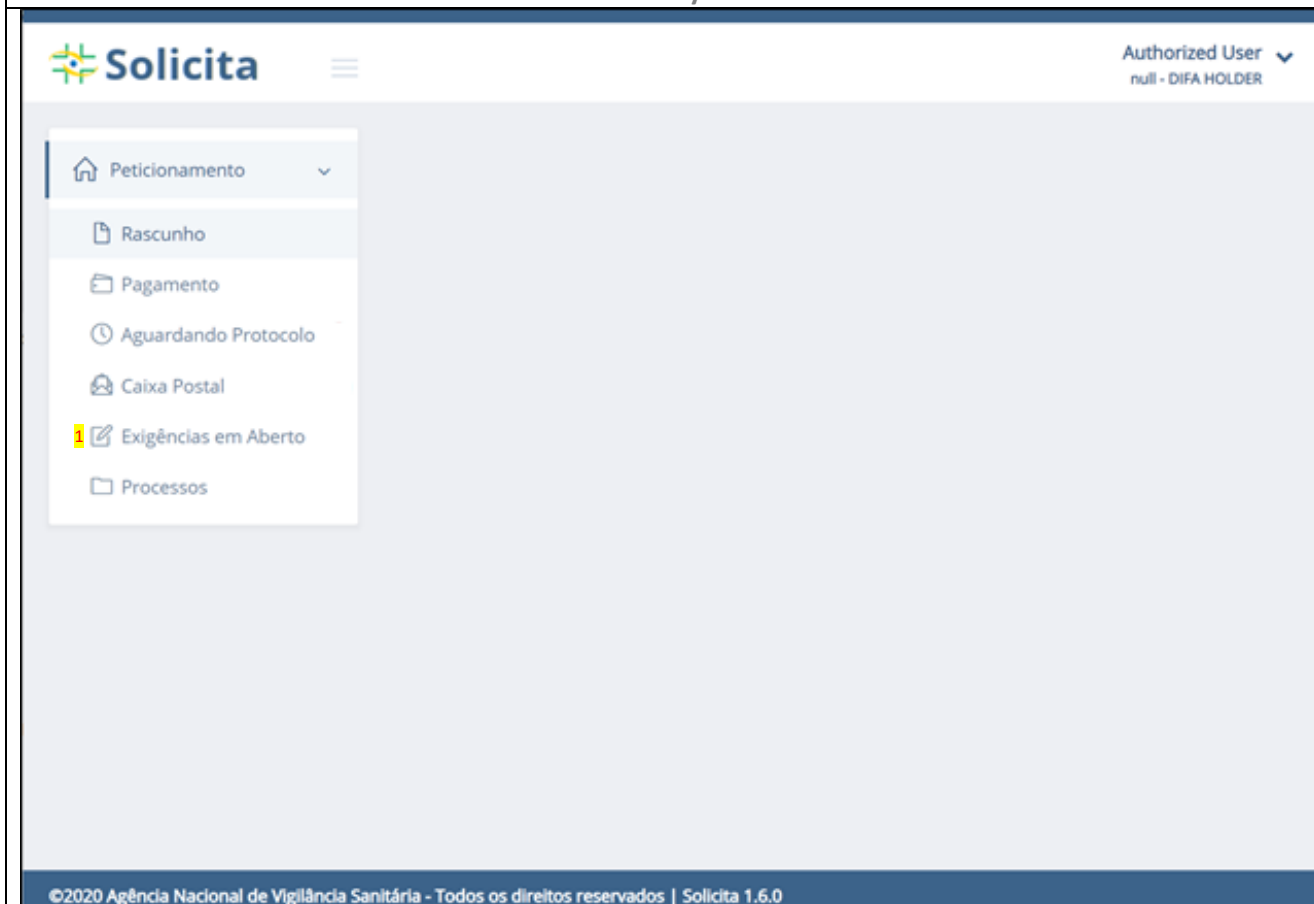 Solicita
Authorized User
null - DIFA HOLDER
Peticionamento
Rascunho
Pagamento
Aguardando Protocolo
Caixa Postal
1 Exigências em Aberto
Processos
©2020 Agência Nacional de Vigilância Sanitária - Todos os direitos reservados | Solicita 1.6.0